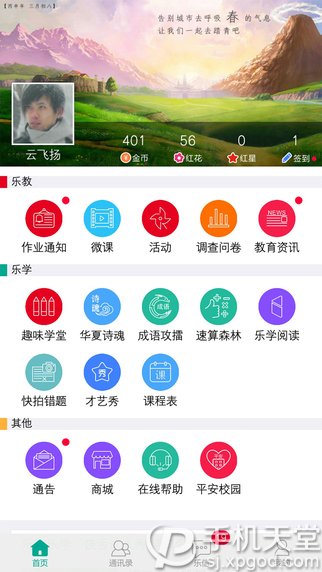 【丙申年 三月初八】
告别城市去呼吸 春 的气息
让我们一起去踏青吧
云飞扬
401 56 0 1
金币 红花 红星 签到
乐教
作业通知 微课 活动 调查问卷 教育资讯
NEWS
乐学
诗魂 成语
趣味学堂 华夏诗魂 成语攻擂 速算森林 乐学阅读
秀 课
快拍错题 才艺秀 课程表
其他
平安
通告 商城 在线帮助 平安校园
首页 通讯录
手机天堂
sj.xpgod.com